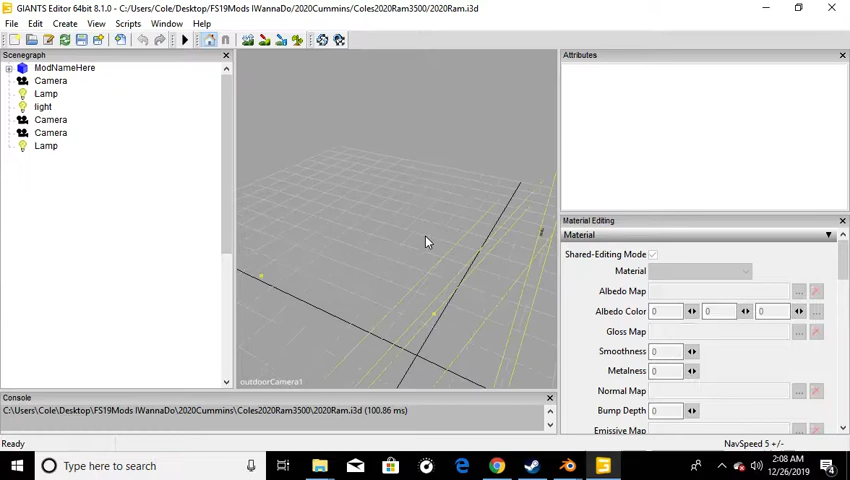 GIANTS Editor 64bit 8.1.0 - C:/Users/Cole/Desktop/FS19Mods IWannaDo/2020Cummins/Coles2020Ram3500/2020Ram.i3d
File Edit Create View Scripts Window Help
Scenegraph
ModNameHere
Camera
Lamp
light
Camera
Camera
Lamp
outdoorCamera1
Attributes
Material Editing
Material
Shared-Editing Mode
Material
Albedo Map ...
Albedo Color 0 0 0 ...
Gloss Map ...
Smoothness 0
Metalness 0
Normal Map ...
Bump Depth 0
Emissive Map
Console
C:\Users\Cole\Desktop\FS19Mods IWannaDo\2020Cummins\Coles2020Ram3500\2020Ram.i3d (100.86 ms)
Ready NavSpeed 5 +/-
Type here to search
2:08 AM
12/26/2019
4